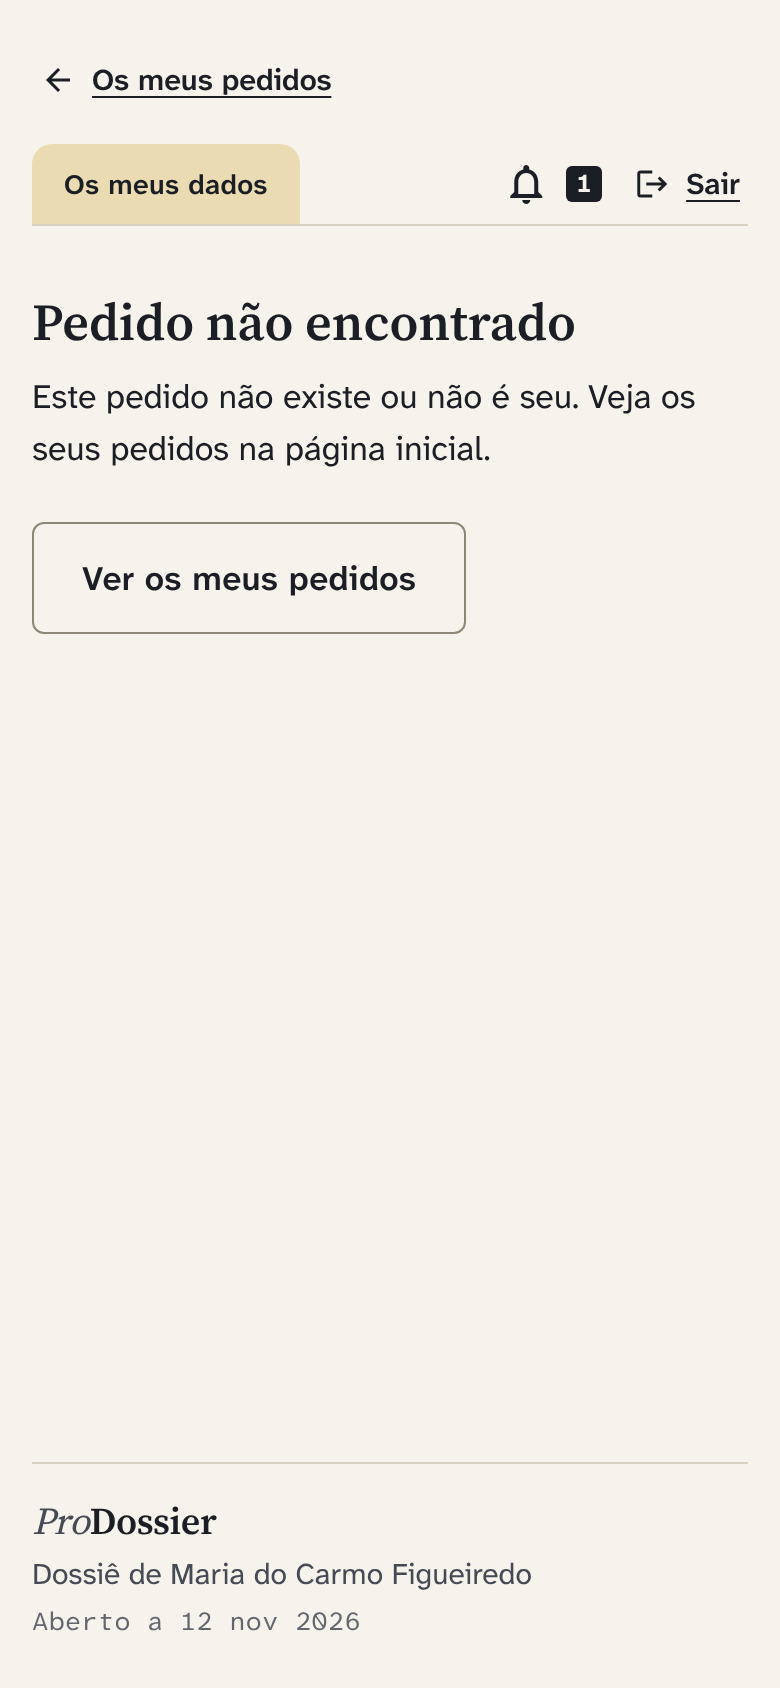 Os meus pedidos
Os meus dados
1
Sair
Pedido não encontrado
Este pedido não existe ou não é seu. Veja os
seus pedidos na página inicial.
Ver os meus pedidos
ProDossier
Dossiê de Maria do Carmo Figueiredo
Aberto a 12 nov 2026